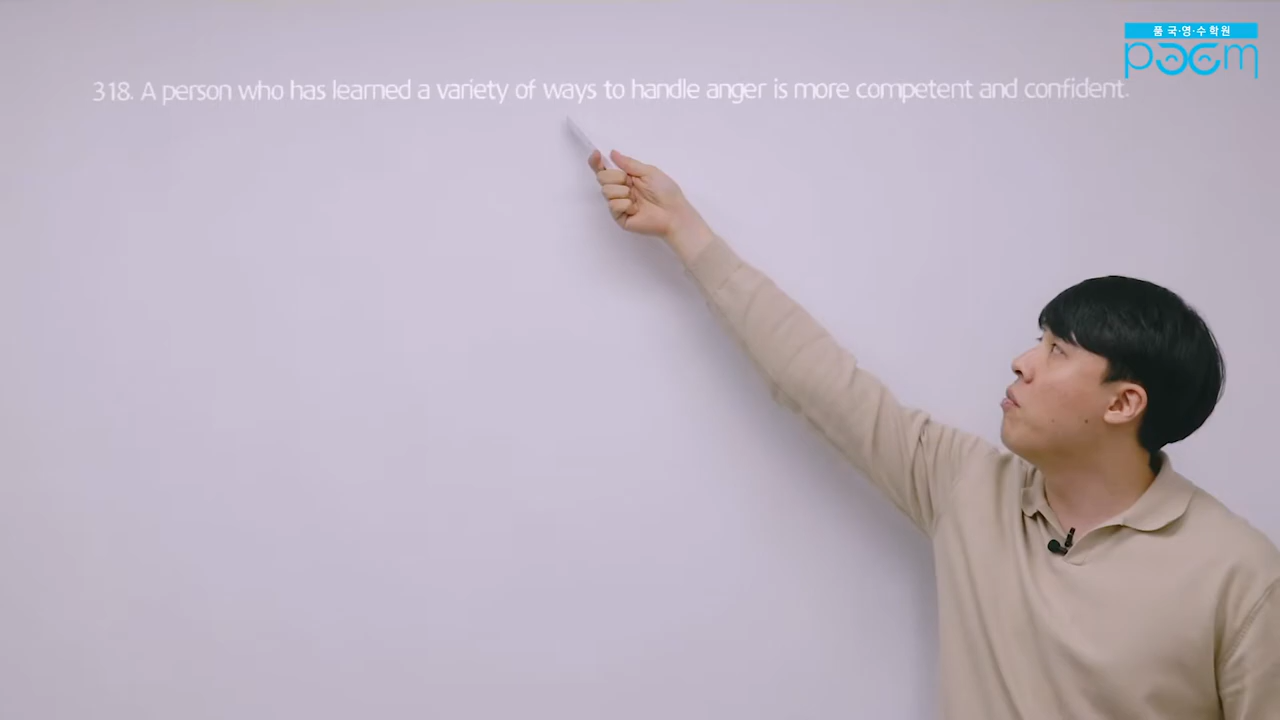 품 국·영·수 학원
poem
318. A person who has learned a variety of ways to handle anger is more competent and confident.